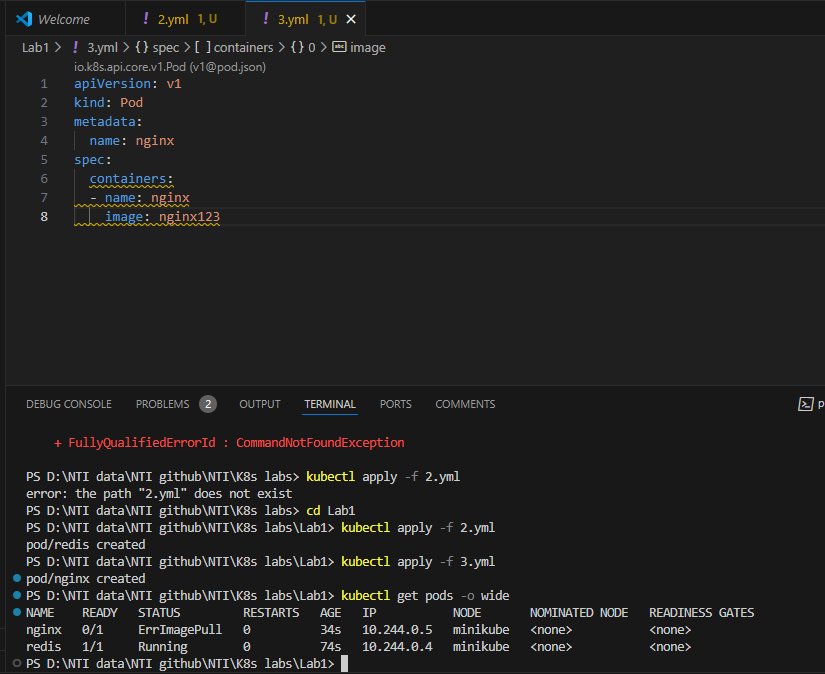 Welcome ! 2.yml 1, U ! 3.yml 1, U ×
Lab1 > ! 3.yml > { } spec > [ ] containers > { } 0 > abc image
io.k8s.api.core.v1.Pod (v1@pod.json)
1 apiVersion: v1
2 kind: Pod
3 metadata:
4   name: nginx
5 spec:
6   containers:
7   - name: nginx
8     image: nginx123
DEBUG CONSOLE PROBLEMS 2 OUTPUT TERMINAL PORTS COMMENTS p
+ FullyQualifiedErrorId : CommandNotFoundException
PS D:\NTI data\NTI github\NTI\K8s labs> kubectl apply -f 2.yml
error: the path "2.yml" does not exist
PS D:\NTI data\NTI github\NTI\K8s labs> cd Lab1
PS D:\NTI data\NTI github\NTI\K8s labs\Lab1> kubectl apply -f 2.yml
pod/redis created
PS D:\NTI data\NTI github\NTI\K8s labs\Lab1> kubectl apply -f 3.yml
pod/nginx created
PS D:\NTI data\NTI github\NTI\K8s labs\Lab1> kubectl get pods -o wide
NAME READY STATUS RESTARTS AGE IP NODE NOMINATED NODE READINESS GATES
nginx 0/1 ErrImagePull 0 34s 10.244.0.5 minikube <none> <none>
redis 1/1 Running 0 74s 10.244.0.4 minikube <none> <none>
PS D:\NTI data\NTI github\NTI\K8s labs\Lab1>